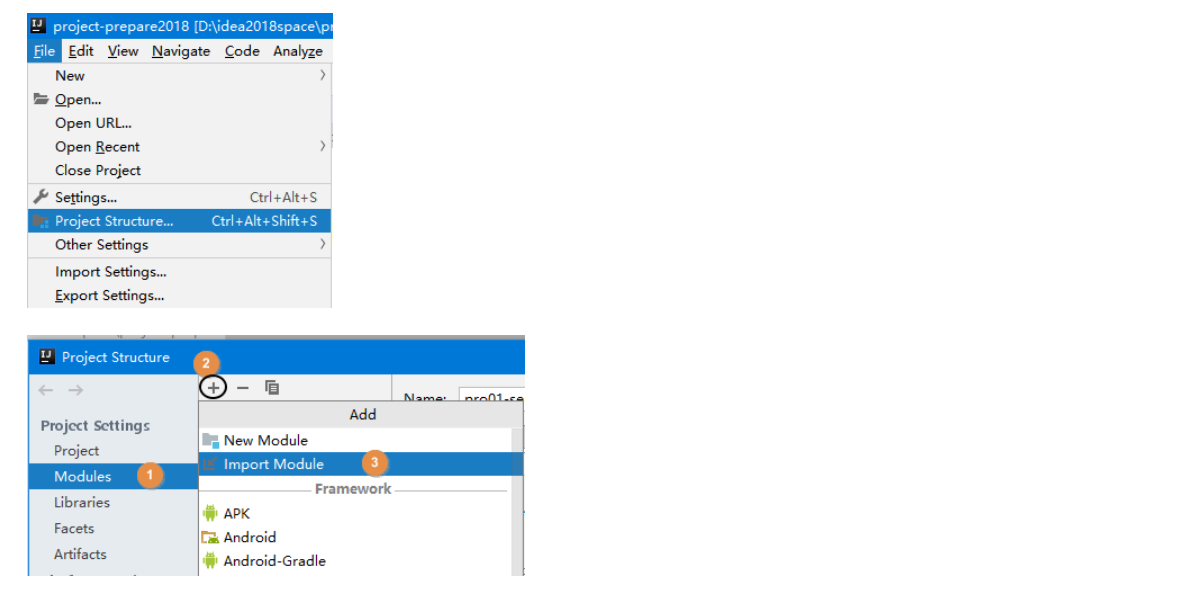 project-prepare2018 [D:\idea2018space\pr
File Edit View Navigate Code Analyze
New
Open...
Open URL...
Open Recent
Close Project
Settings... Ctrl+Alt+S
Project Structure... Ctrl+Alt+Shift+S
Other Settings
Import Settings...
Export Settings...
Project Structure
2
Name: pro01-se
Add
Project Settings
New Module
Project
Import Module 3
Modules 1
Framework
Libraries
APK
Facets
Android
Artifacts
Android-Gradle